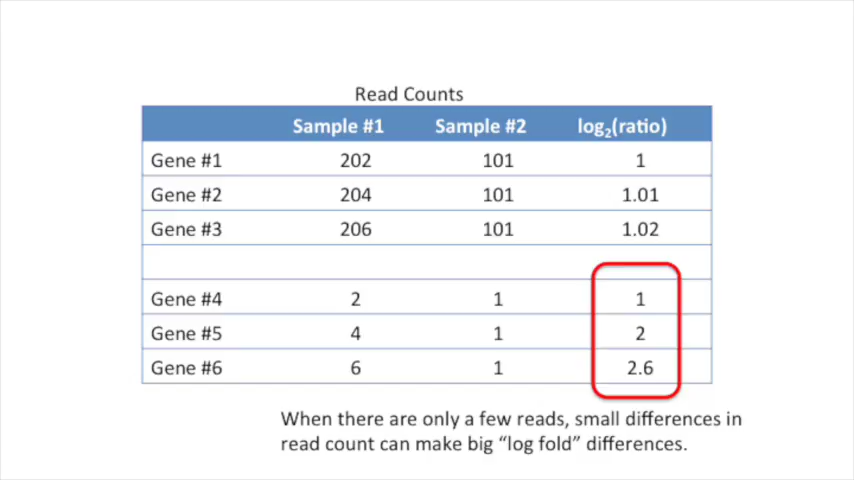 Read Counts
Sample #1 Sample #2 log₂(ratio)
Gene #1 202 101 1
Gene #2 204 101 1.01
Gene #3 206 101 1.02
Gene #4 2 1 1
Gene #5 4 1 2
Gene #6 6 1 2.6
When there are only a few reads, small differences in
read count can make big “log fold” differences.